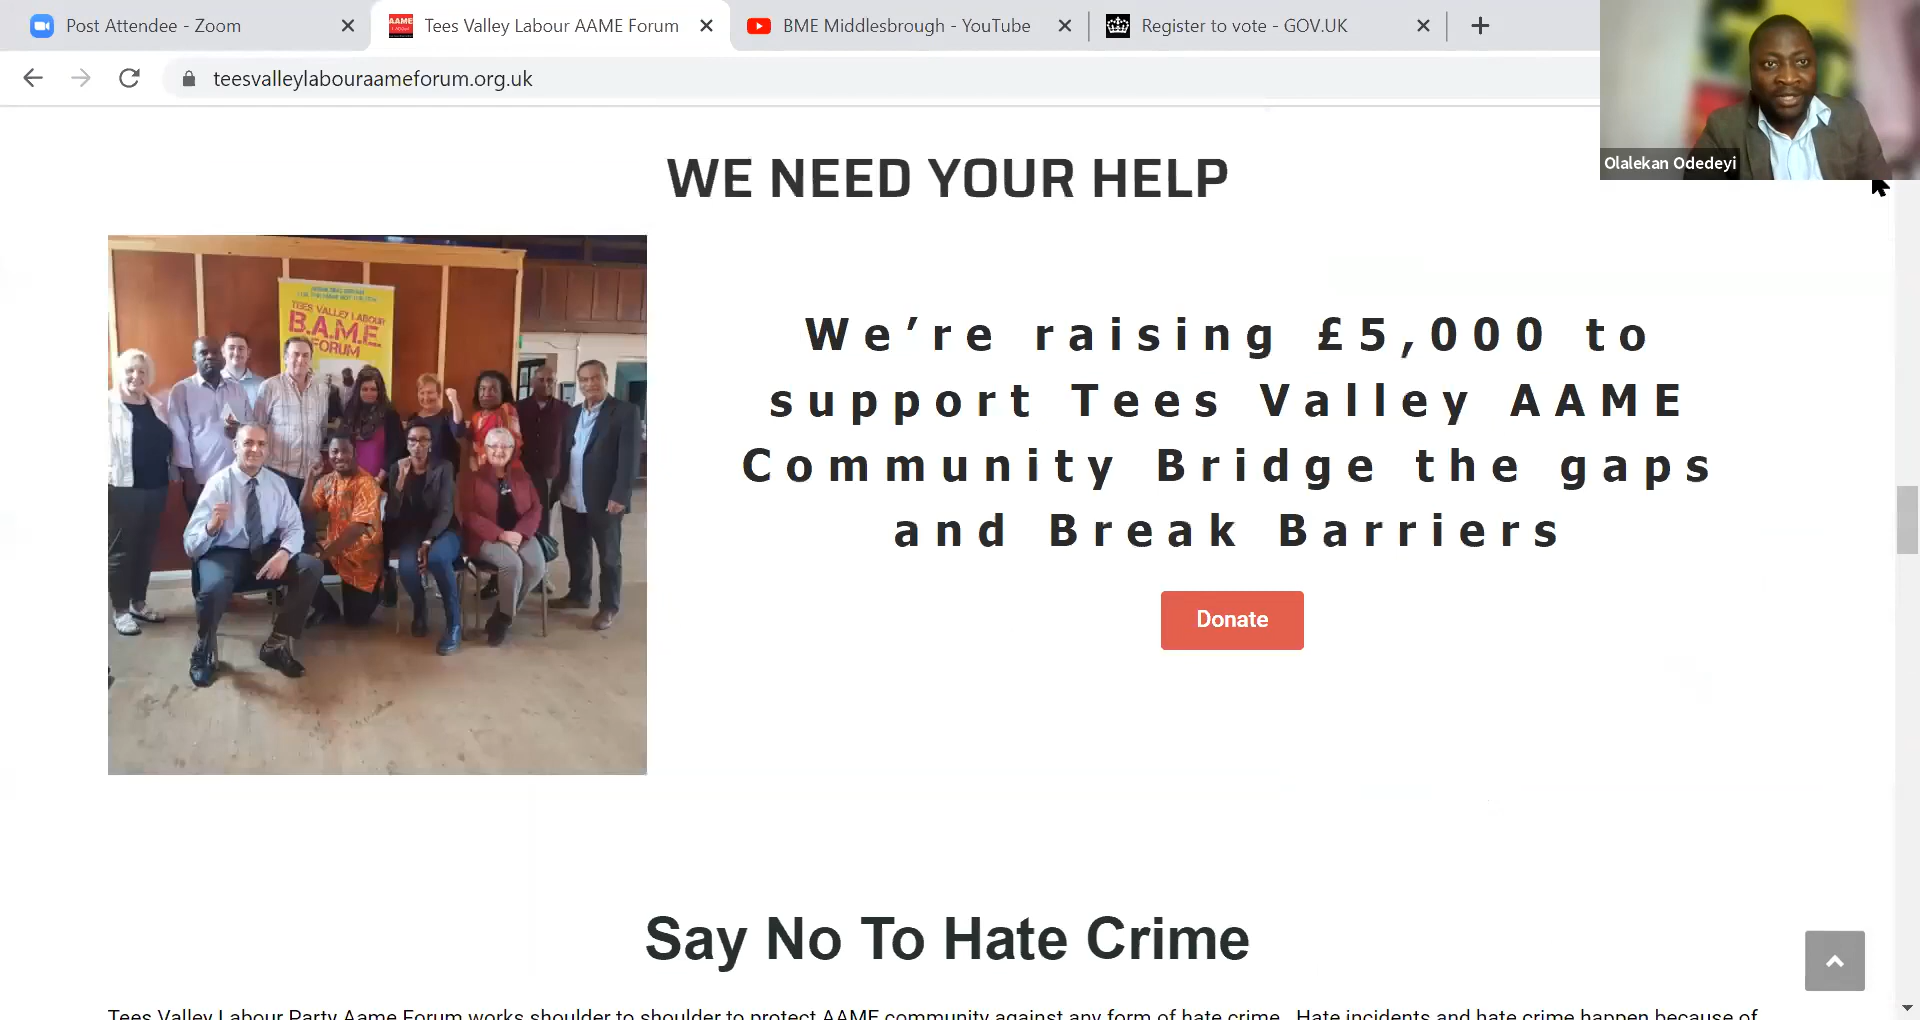 Post Attendee - Zoom
AAME
Tees Valley Labour AAME Forum
BME Middlesbrough - YouTube
Register to vote - GOV.UK
teesvalleylabouraameforum.org.uk
Olalekan Odedeyi
WE NEED YOUR HELP
TEES VALLEY LABOUR
B.A.M.E.
FORUM
We’re raising £5,000 to
support Tees Valley AAME
Community Bridge the gaps
and Break Barriers
Donate
Say No To Hate Crime
Tees Valley Labour Party Aame Forum works shoulder to shoulder to protect AAME community against any form of hate crime. Hate incidents and hate crime happen because of